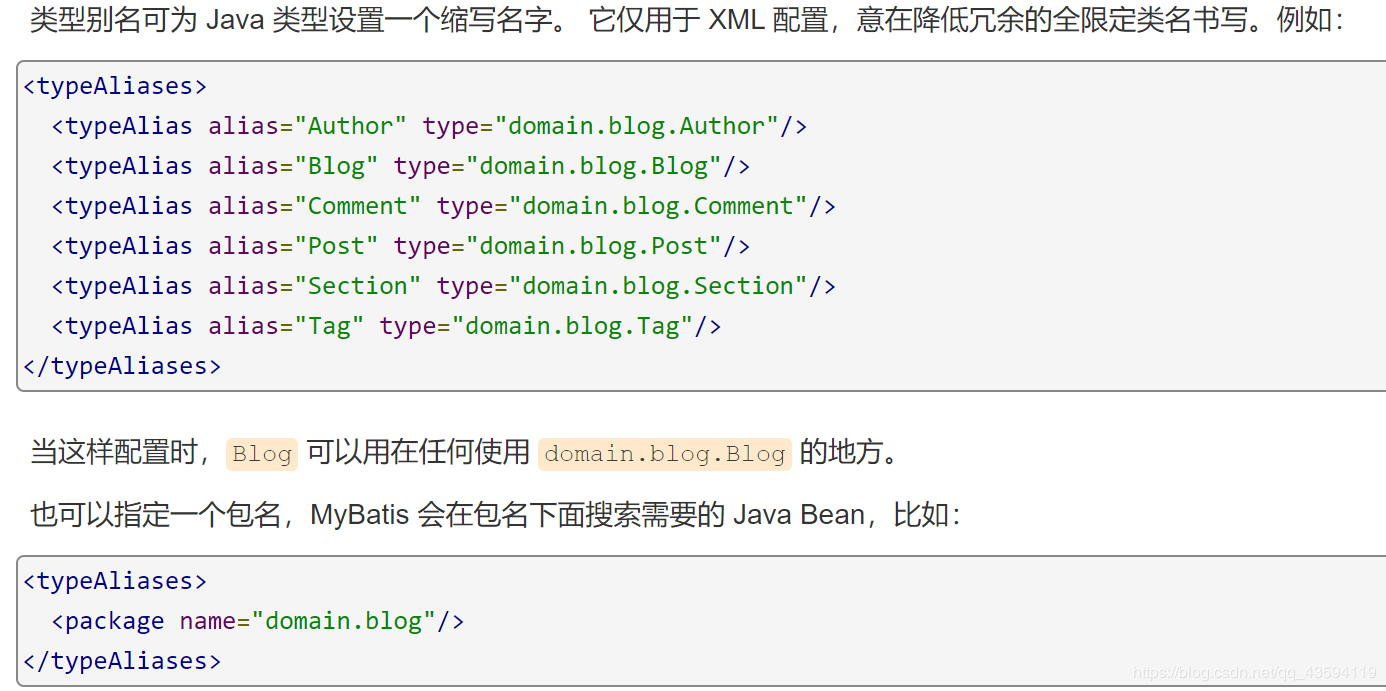 类型别名可为 Java 类型设置一个缩写名字。 它仅用于 XML 配置，意在降低冗余的全限定类名书写。例如：
<typeAliases>
  <typeAlias alias="Author" type="domain.blog.Author"/>
  <typeAlias alias="Blog" type="domain.blog.Blog"/>
  <typeAlias alias="Comment" type="domain.blog.Comment"/>
  <typeAlias alias="Post" type="domain.blog.Post"/>
  <typeAlias alias="Section" type="domain.blog.Section"/>
  <typeAlias alias="Tag" type="domain.blog.Tag"/>
</typeAliases>
当这样配置时，Blog 可以用在任何使用 domain.blog.Blog 的地方。
也可以指定一个包名，MyBatis 会在包名下面搜索需要的 Java Bean，比如：
<typeAliases>
  <package name="domain.blog"/>
</typeAliases>
https://blog.csdn.net/qq_43594119